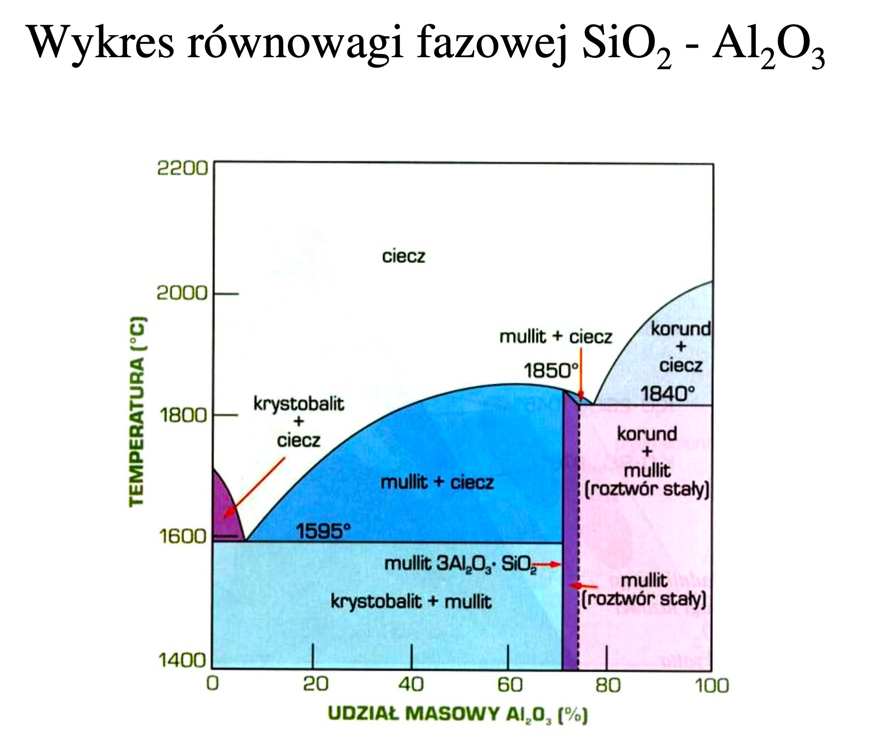 Wykres równowagi fazowej SiO₂ - Al₂O₃
2200
2000
1800
1600
1400
TEMPERATURA (°C)
ciecz
mullit + ciecz
1850°
korund
+
ciecz
1840°
krystobalit
+
ciecz
korund
+
mullit
(roztwór stały)
mullit + ciecz
1595°
mullit 3Al₂O₃· SiO₂
krystobalit + mullit
mullit
(roztwór stały)
0 20 40 60 80 100
UDZIAŁ MASOWY Al₂O₃ (%)